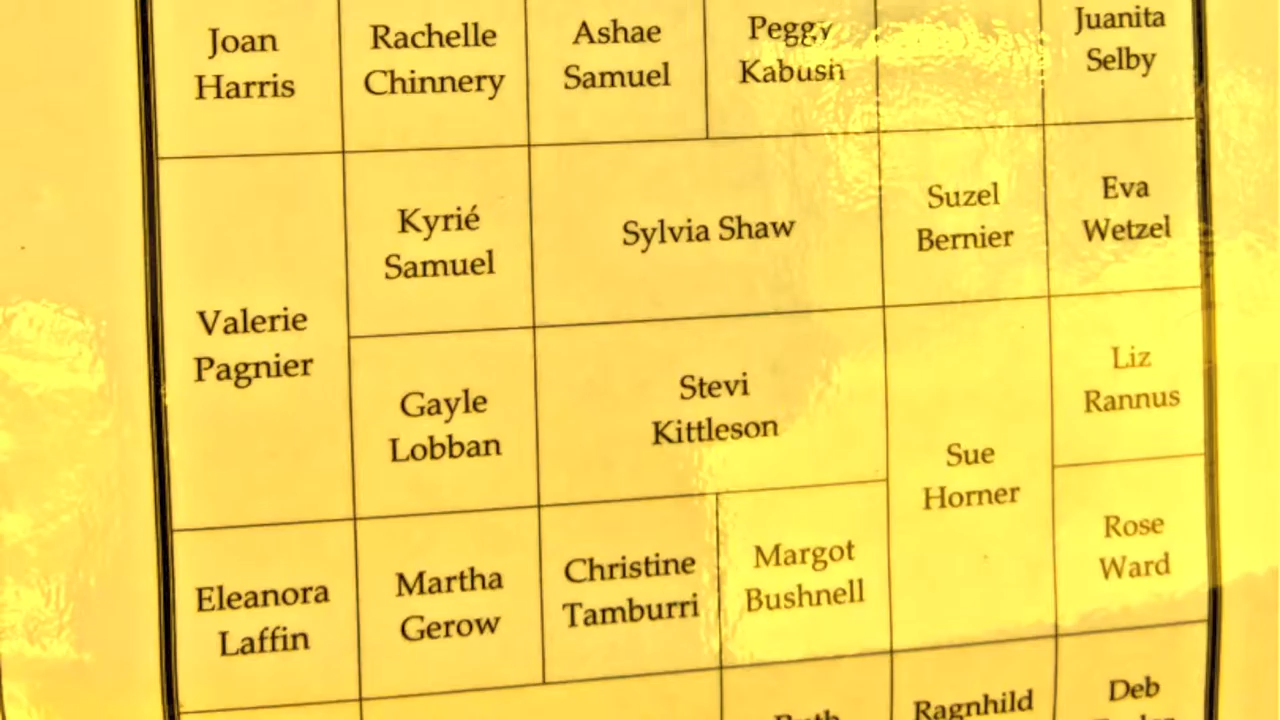 Joan
Harris
Rachelle
Chinnery
Ashae
Samuel
Peggy
Kabush
Juanita
Selby
Valerie
Pagnier
Kyrié
Samuel
Sylvia Shaw
Suzel
Bernier
Eva
Wetzel
Gayle
Lobban
Stevi
Kittleson
Sue
Horner
Liz
Rannus
Rose
Ward
Eleanora
Laffin
Martha
Gerow
Christine
Tamburri
Margot
Bushnell
Ragnhild
Deb